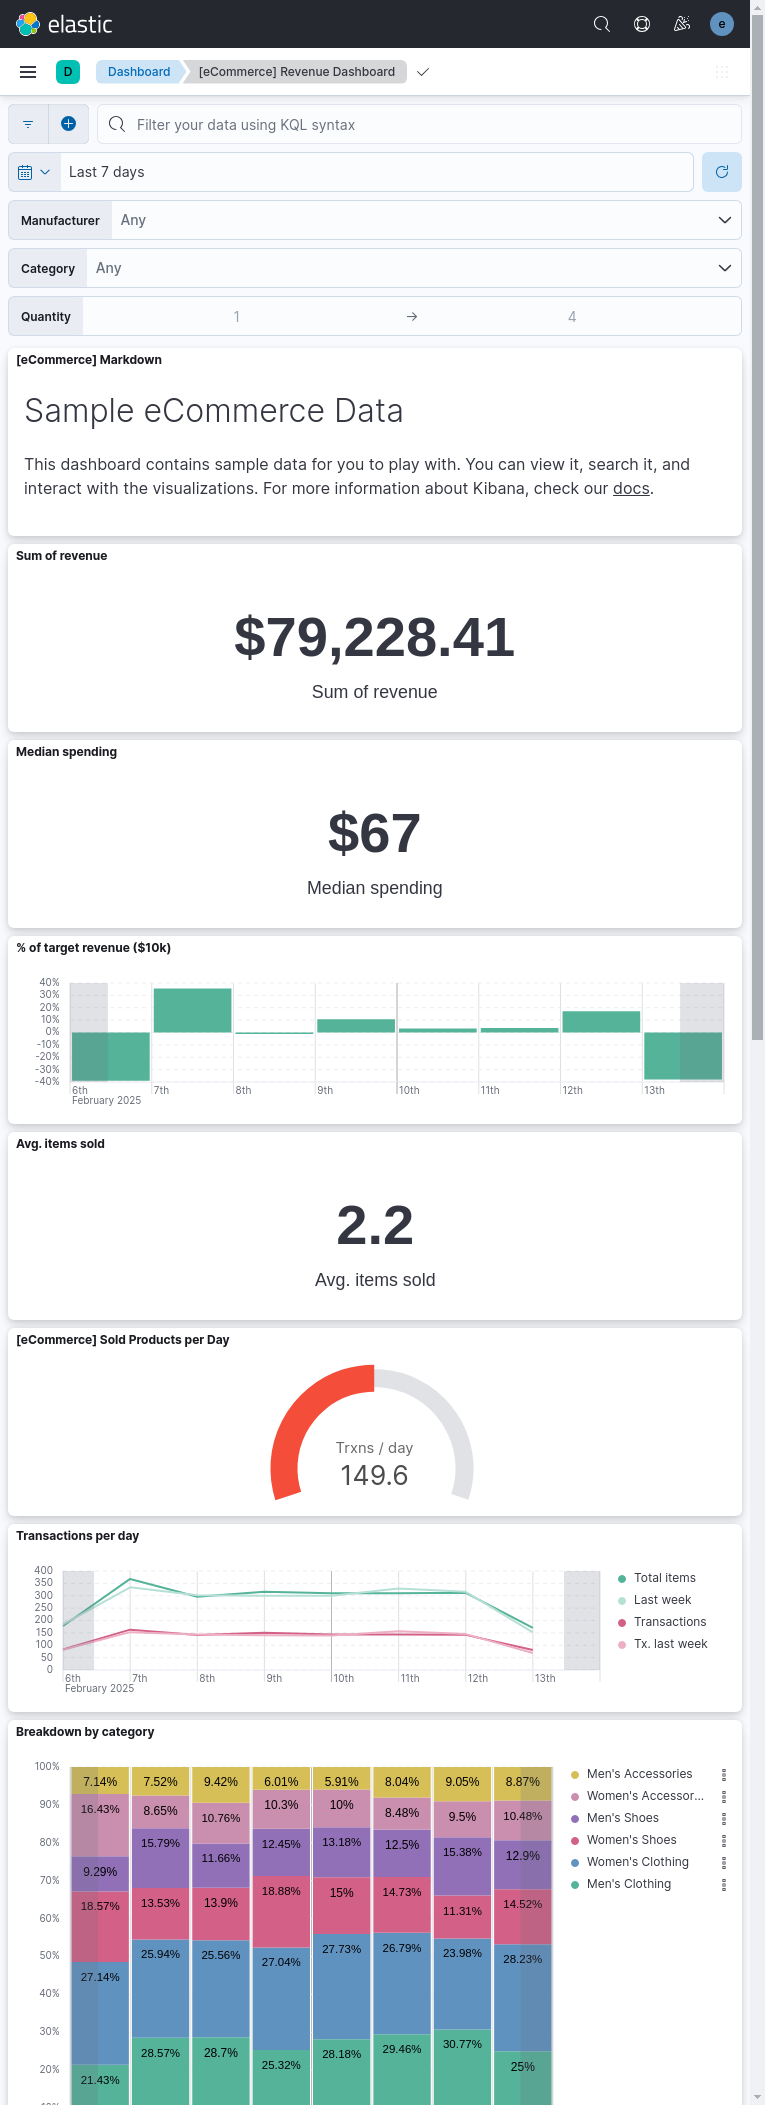 elastic
e
D
Dashboard
[eCommerce] Revenue Dashboard
Filter your data using KQL syntax
Last 7 days
Manufacturer Any
Category Any
Quantity 1 → 4
[eCommerce] Markdown
Sample eCommerce Data
This dashboard contains sample data for you to play with. You can view it, search it, and
interact with the visualizations. For more information about Kibana, check our docs.
Sum of revenue
$79,228.41
Sum of revenue
Median spending
$67
Median spending
% of target revenue ($10k)
40%
30%
20%
10%
0%
-10%
-20%
-30%
-40%
6th 7th 8th 9th 10th 11th 12th 13th
February 2025
Avg. items sold
2.2
Avg. items sold
[eCommerce] Sold Products per Day
Trxns / day
149.6
Transactions per day
400
350
300
250
200
150
100
50
0
6th 7th 8th 9th 10th 11th 12th 13th
February 2025
Total items
Last week
Transactions
Tx. last week
Breakdown by category
100%
90%
80%
70%
60%
50%
40%
30%
20%
7.14% 7.52% 9.42% 6.01% 5.91% 8.04% 9.05% 8.87%
16.43% 8.65% 10.76% 10.3% 10% 8.48% 9.5% 10.48%
9.29% 15.79% 11.66% 12.45% 13.18% 12.5% 15.38% 12.9%
18.57% 13.53% 13.9% 18.88% 15% 14.73% 11.31% 14.52%
27.14% 25.94% 25.56% 27.04% 27.73% 26.79% 23.98% 28.23%
21.43% 28.57% 28.7% 25.32% 28.18% 29.46% 30.77% 25%
Men's Accessories
Women's Accessor...
Men's Shoes
Women's Shoes
Women's Clothing
Men's Clothing